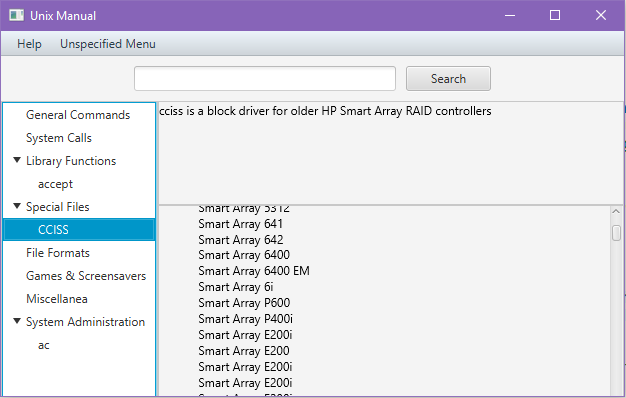 Unix Manual
Help Unspecified Menu
Search
General Commands
System Calls
Library Functions
accept
Special Files
CCISS
File Formats
Games & Screensavers
Miscellanea
System Administration
ac
cciss is a block driver for older HP Smart Array RAID controllers
Smart Array 5312
Smart Array 641
Smart Array 642
Smart Array 6400
Smart Array 6400 EM
Smart Array 6i
Smart Array P600
Smart Array P400i
Smart Array E200i
Smart Array E200
Smart Array E200i
Smart Array E200i
Smart Array E200i